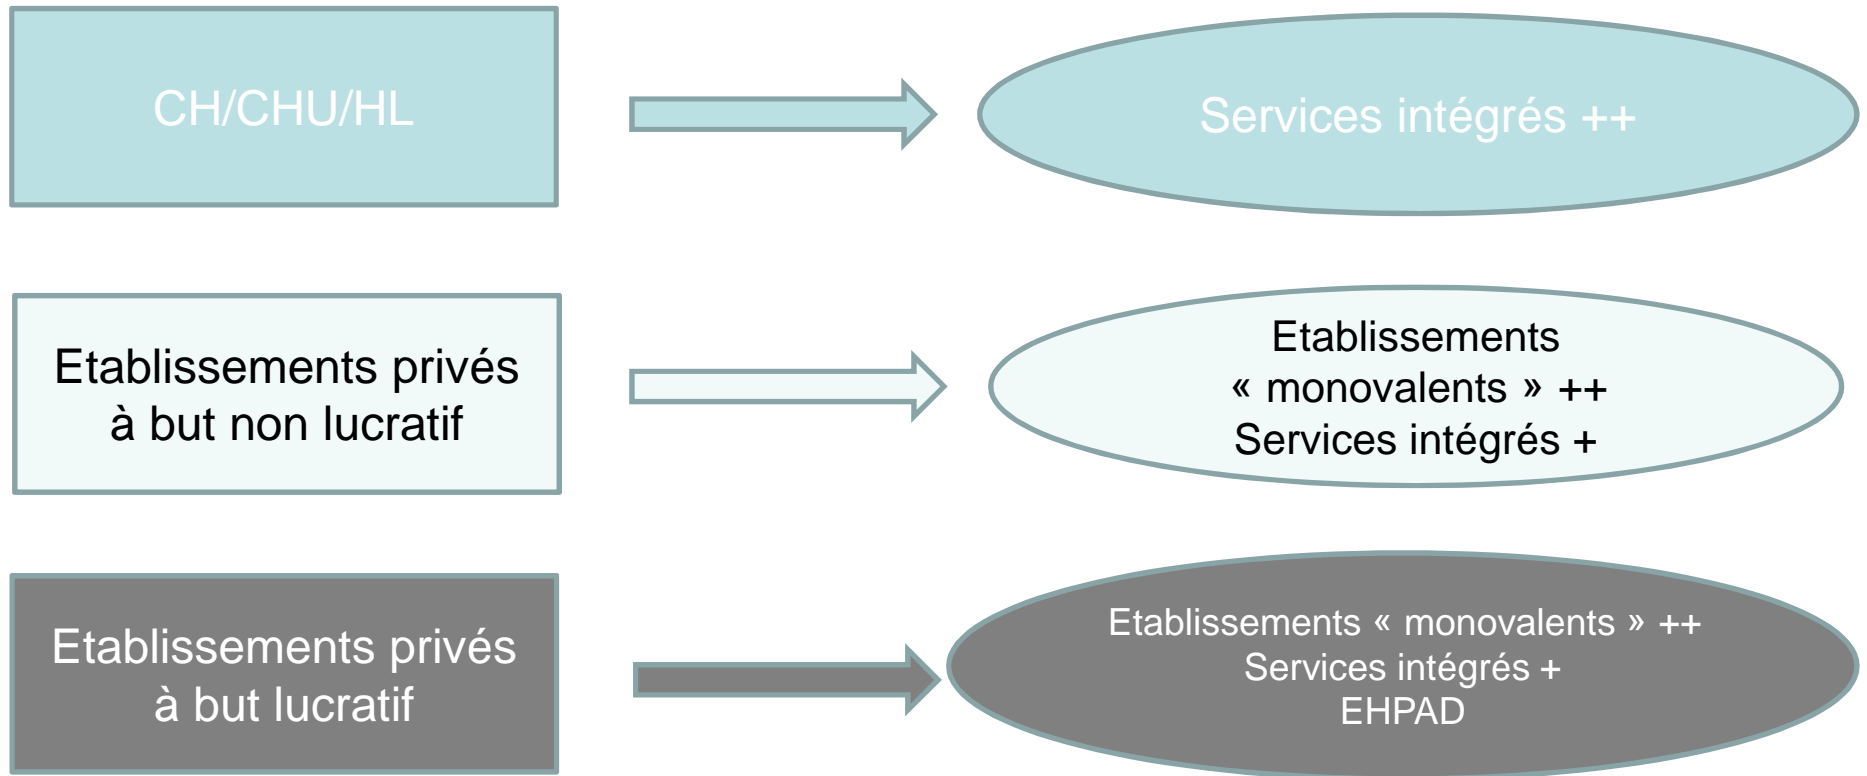 CH/CHU/HL
Services intégrés ++
Etablissements privés
à but non lucratif
Etablissements
« monovalents » ++
Services intégrés +
Etablissements privés
à but lucratif
Etablissements « monovalents » ++
Services intégrés +
EHPAD